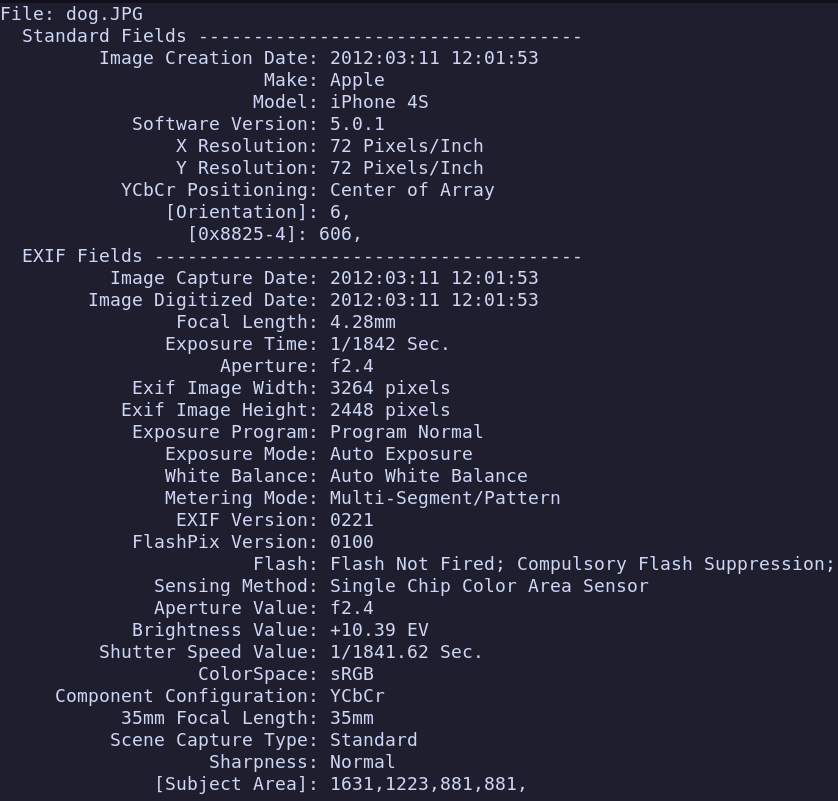 File: dog.JPG
Standard Fields -----------------------------------
Image Creation Date: 2012:03:11 12:01:53
Make: Apple
Model: iPhone 4S
Software Version: 5.0.1
X Resolution: 72 Pixels/Inch
Y Resolution: 72 Pixels/Inch
YCbCr Positioning: Center of Array
[Orientation]: 6,
[0x8825-4]: 606,
EXIF Fields ---------------------------------------
Image Capture Date: 2012:03:11 12:01:53
Image Digitized Date: 2012:03:11 12:01:53
Focal Length: 4.28mm
Exposure Time: 1/1842 Sec.
Aperture: f2.4
Exif Image Width: 3264 pixels
Exif Image Height: 2448 pixels
Exposure Program: Program Normal
Exposure Mode: Auto Exposure
White Balance: Auto White Balance
Metering Mode: Multi-Segment/Pattern
EXIF Version: 0221
FlashPix Version: 0100
Flash: Flash Not Fired; Compulsory Flash Suppression;
Sensing Method: Single Chip Color Area Sensor
Aperture Value: f2.4
Brightness Value: +10.39 EV
Shutter Speed Value: 1/1841.62 Sec.
ColorSpace: sRGB
Component Configuration: YCbCr
35mm Focal Length: 35mm
Scene Capture Type: Standard
Sharpness: Normal
[Subject Area]: 1631,1223,881,881,